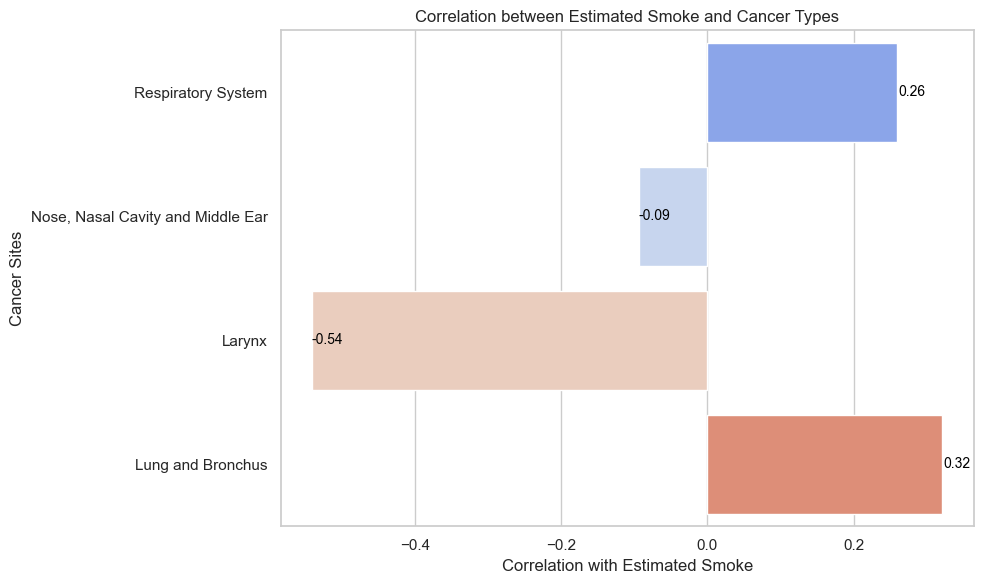 Correlation between Estimated Smoke and Cancer Types
Respiratory System
0.26
Nose, Nasal Cavity and Middle Ear
-0.09
Cancer Sites
Larynx
-0.54
Lung and Bronchus
0.32
−0.4
−0.2
0.0
0.2
Correlation with Estimated Smoke